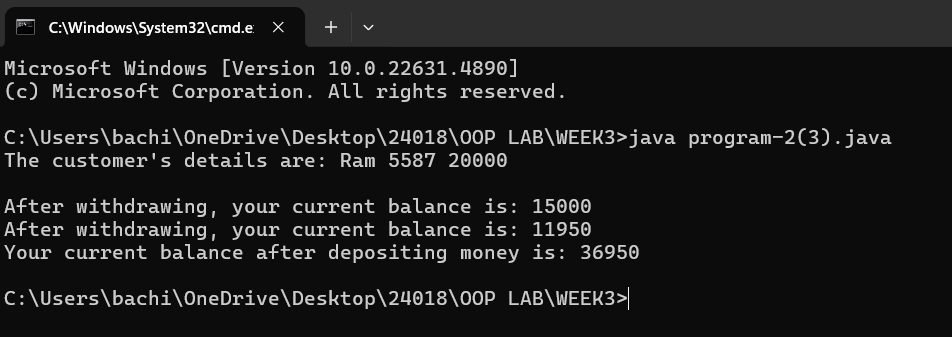 C:\Windows\System32\cmd.e
Microsoft Windows [Version 10.0.22631.4890]
(c) Microsoft Corporation. All rights reserved.
C:\Users\bachi\OneDrive\Desktop\24018\OOP LAB\WEEK3>java program-2(3).java
The customer's details are: Ram 5587 20000
After withdrawing, your current balance is: 15000
After withdrawing, your current balance is: 11950
Your current balance after depositing money is: 36950
C:\Users\bachi\OneDrive\Desktop\24018\OOP LAB\WEEK3>